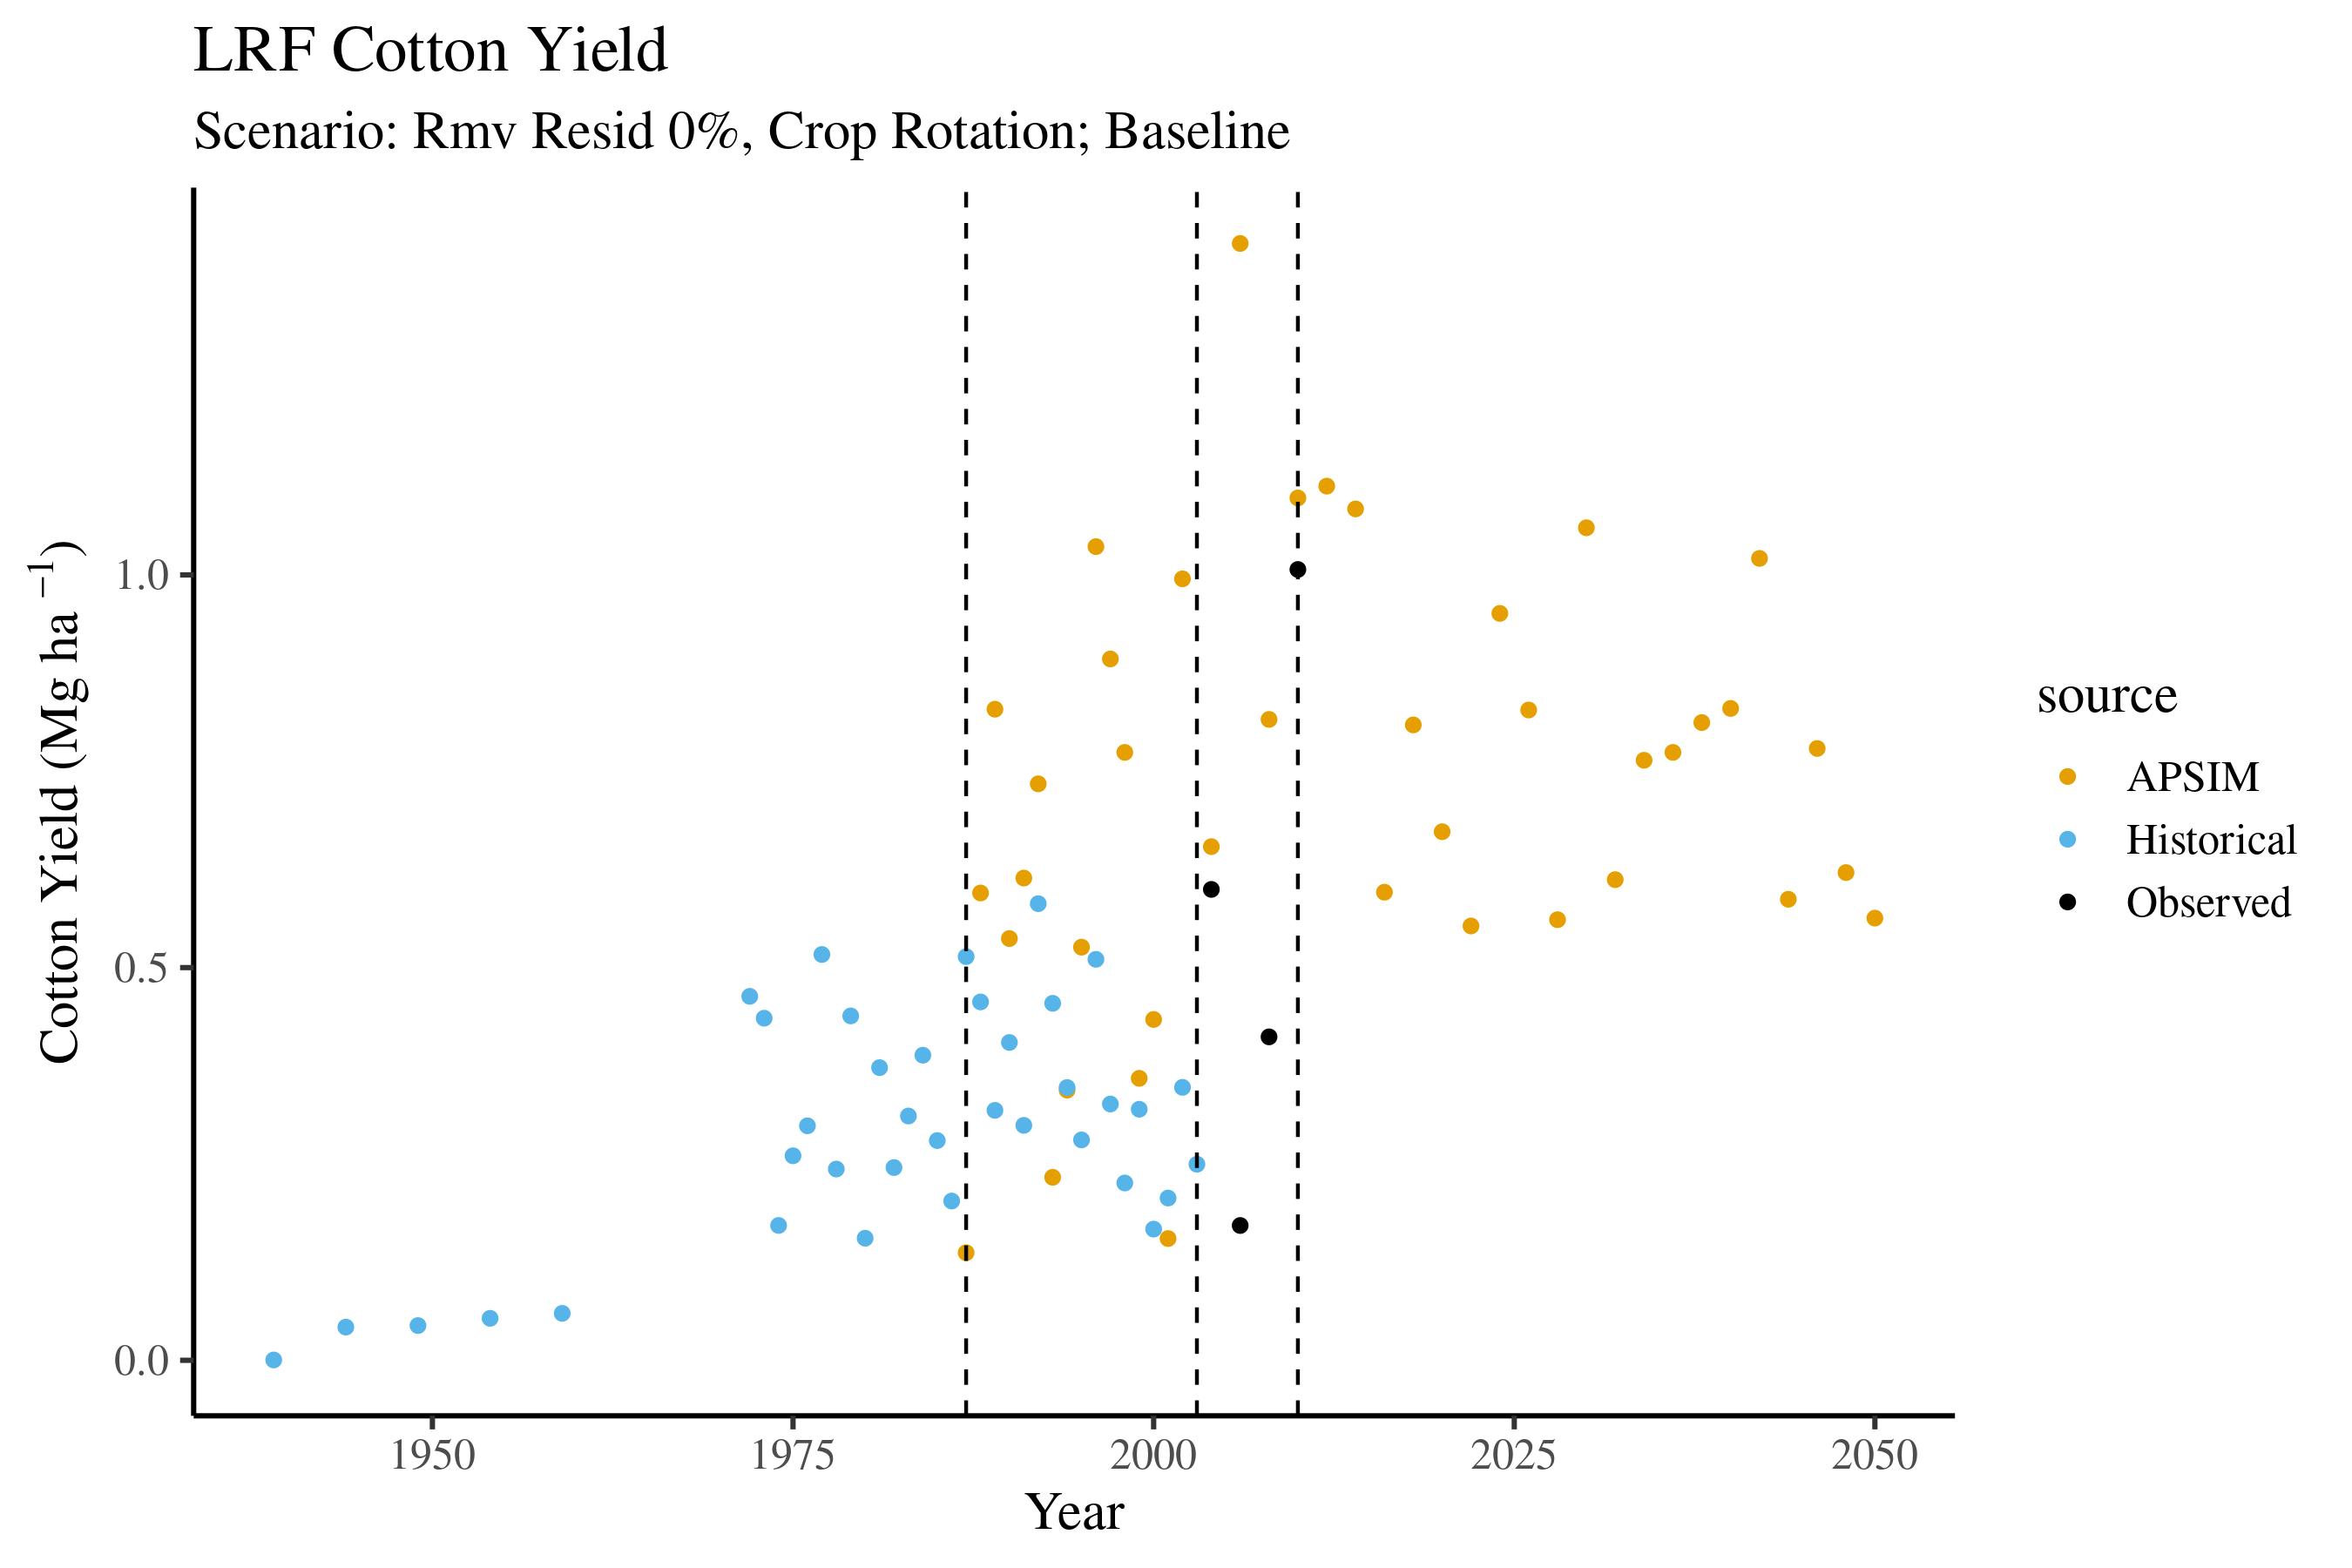 LRF Cotton Yield
Scenario: Rmv Resid 0%, Crop Rotation; Baseline
Cotton Yield (Mg ha ⁻¹)
1.0
0.5
0.0
1950
1975
2000
2025
2050
Year
source
APSIM
Historical
Observed